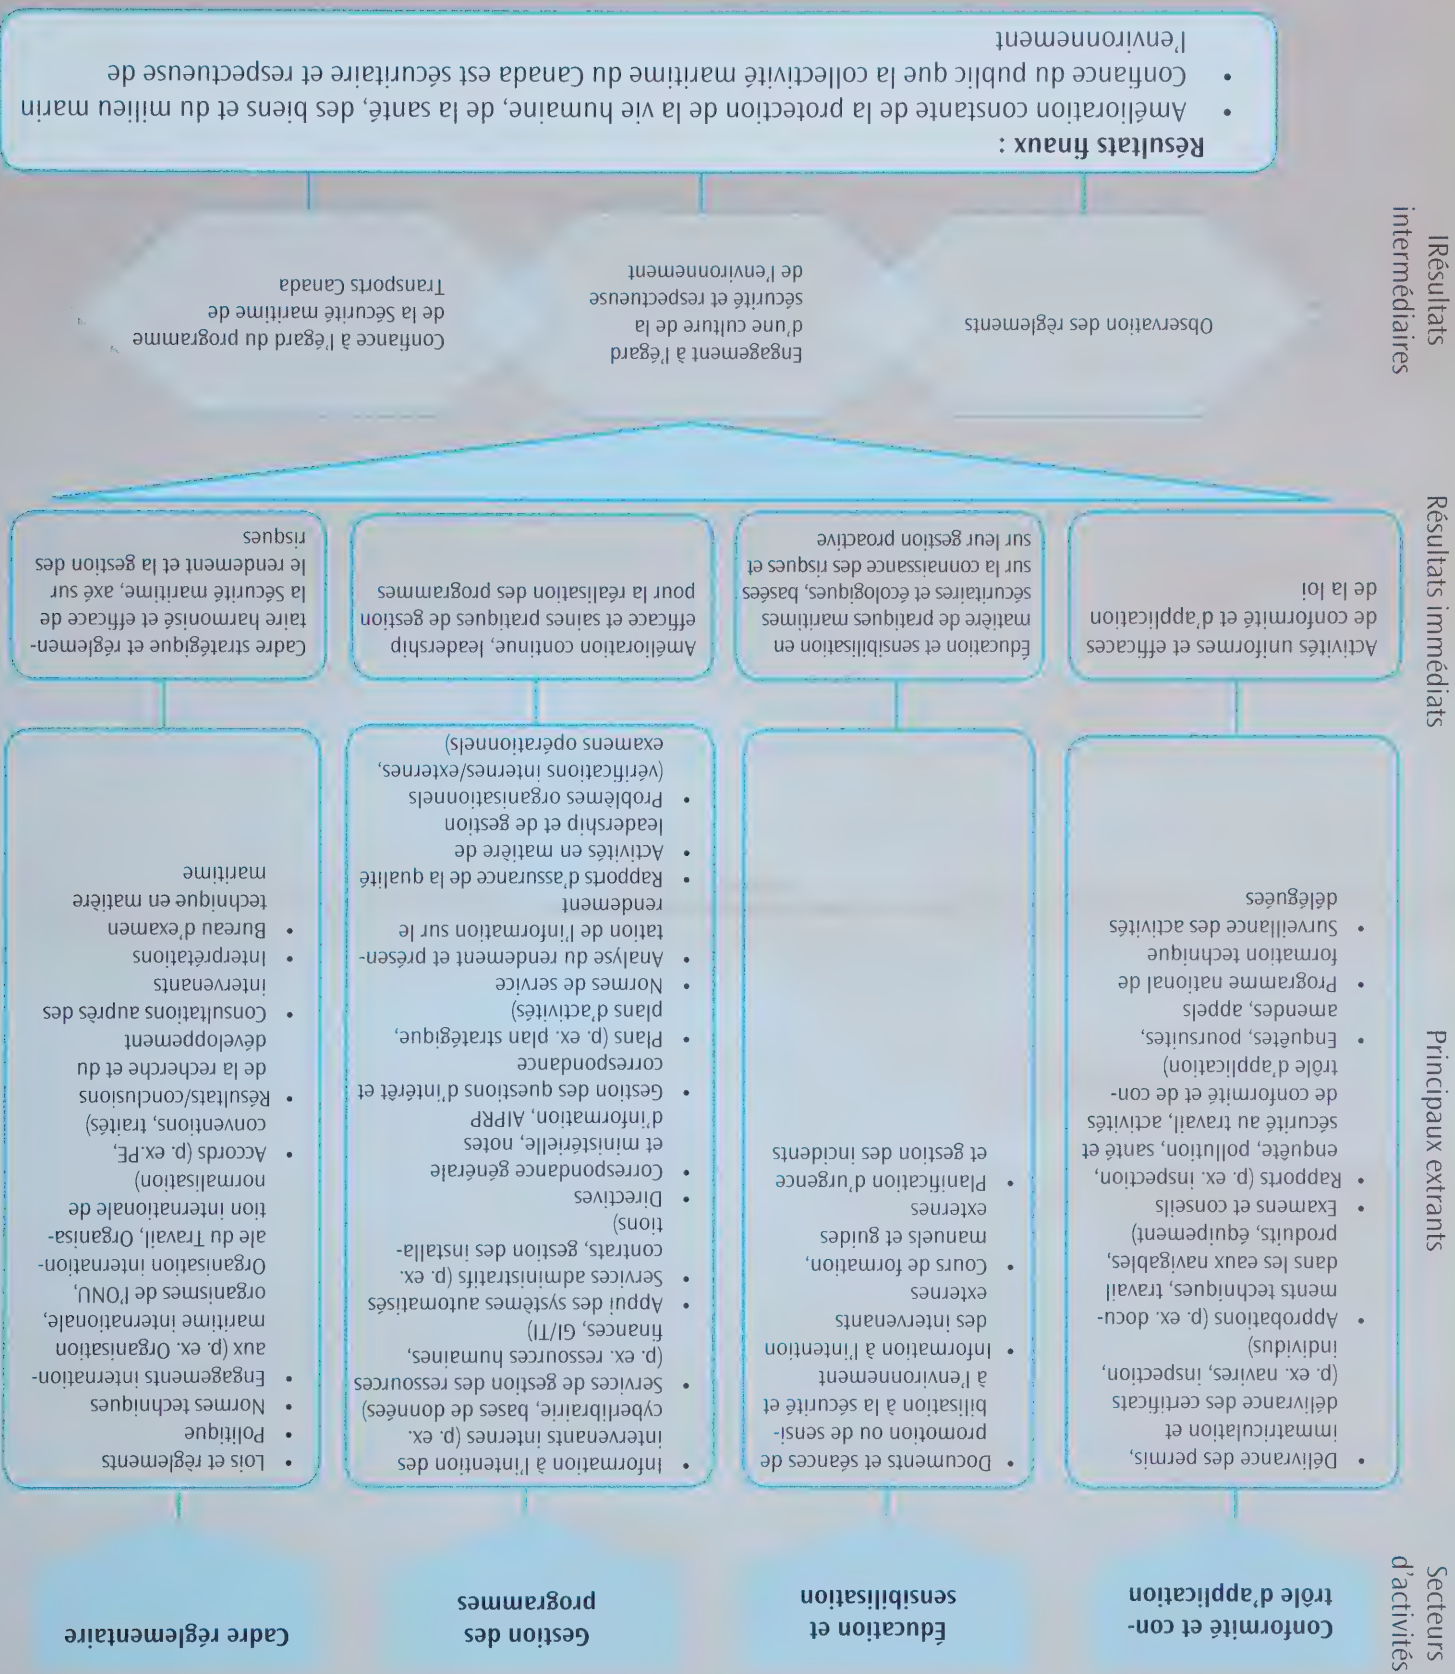 Secteurs
d'activités
Conformité et con-
trôle d'application
Éducation et
sensibilisation
Gestion des
programmes
Cadre réglementaire
Principaux extrants
• Délivrance des permis,
immatriculation et
délivrance des certificats
(p. ex. navires, inspection,
individus)
• Approbations (p. ex. docu-
ments techniques, travail
dans les eaux navigables,
produits, équipement)
• Examens et conseils
• Rapports (p. ex. inspection,
enquête, pollution, santé et
sécurité au travail, activités
de conformité et de con-
trôle d'application)
• Enquêtes, poursuites,
amendes, appels
• Programme national de
formation technique
• Surveillance des activités
déléguées
• Documents et séances de
promotion ou de sensi-
bilisation à la sécurité et
à l'environnement
• Information à l'intention
des intervenants
externes
• Cours de formation,
manuels et guides
externes
• Planification d'urgence
et gestion des incidents
• Information à l'intention des
intervenants internes (p. ex.
cyberlibrairie, bases de données)
• Services de gestion des ressources
(p. ex. ressources humaines,
finances, GI/TI)
• Appui des systèmes automatisés
• Services administratifs (p. ex.
contrats, gestion des installa-
tions)
• Directives
• Correspondance générale
et ministérielle, notes
d'information, AIPRP
• Gestion des questions d'intérêt et
correspondance
• Plans (p. ex. plan stratégique,
plans d'activités)
• Normes de service
• Analyse du rendement et présen-
tation de l'information sur le
rendement
• Rapports d'assurance de la qualité
• Activités en matière de
leadership et de gestion
• Problèmes organisationnels
(vérifications internes/externes,
examens opérationnels)
• Lois et règlements
• Politique
• Normes techniques
• Engagements internation-
aux (p. ex. Organisation
maritime internationale,
organismes de l'ONU,
Organisation internation-
ale du Travail, Organisa-
tion internationale de
normalisation)
• Accords (p. ex.PE,
conventions, traités)
• Résultats/conclusions
de la recherche et du
développement
• Consultations auprès des
intervenants
• Interprétations
• Bureau d'examen
technique en matière
maritime
Résultats immédiats
Activités uniformes et efficaces
de conformité et d'application
de la loi
Éducation et sensibilisation en
matière de pratiques maritimes
sécuritaires et écologiques, basées
sur la connaissance des risques et
sur leur gestion proactive
Amélioration continue, leadership
efficace et saines pratiques de gestion
pour la réalisation des programmes
Cadre stratégique et réglemen-
taire harmonisé et efficace de
la Sécurité maritime, axé sur
le rendement et la gestion des
risques
IRésultats
intermédiaires
Observation des règlements
Engagement à l'égard
d'une culture de la
sécurité et respectueuse
de l'environnement
Confiance à l'égard du programme
de la Sécurité maritime de
Transports Canada
Résultats finaux :
• Amélioration constante de la protection de la vie humaine, de la santé, des biens et du milieu marin
• Confiance du public que la collectivité maritime du Canada est sécuritaire et respectueuse de
l'environnement